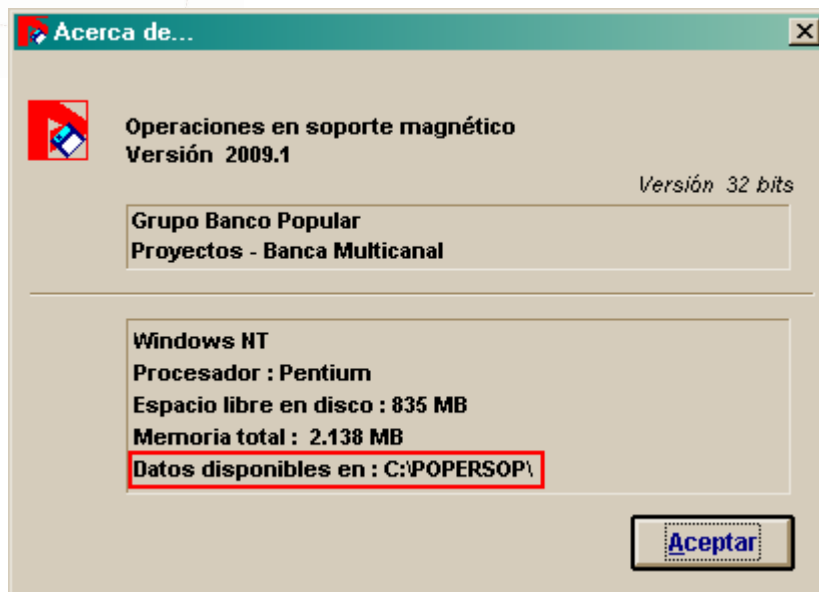 Acerca de...
Operaciones en soporte magnético
Versión 2009.1
Versión 32 bits
Grupo Banco Popular
Proyectos - Banca Multicanal
Windows NT
Procesador : Pentium
Espacio libre en disco : 835 MB
Memoria total : 2.138 MB
Datos disponibles en : C:\POPERSOP\
Aceptar